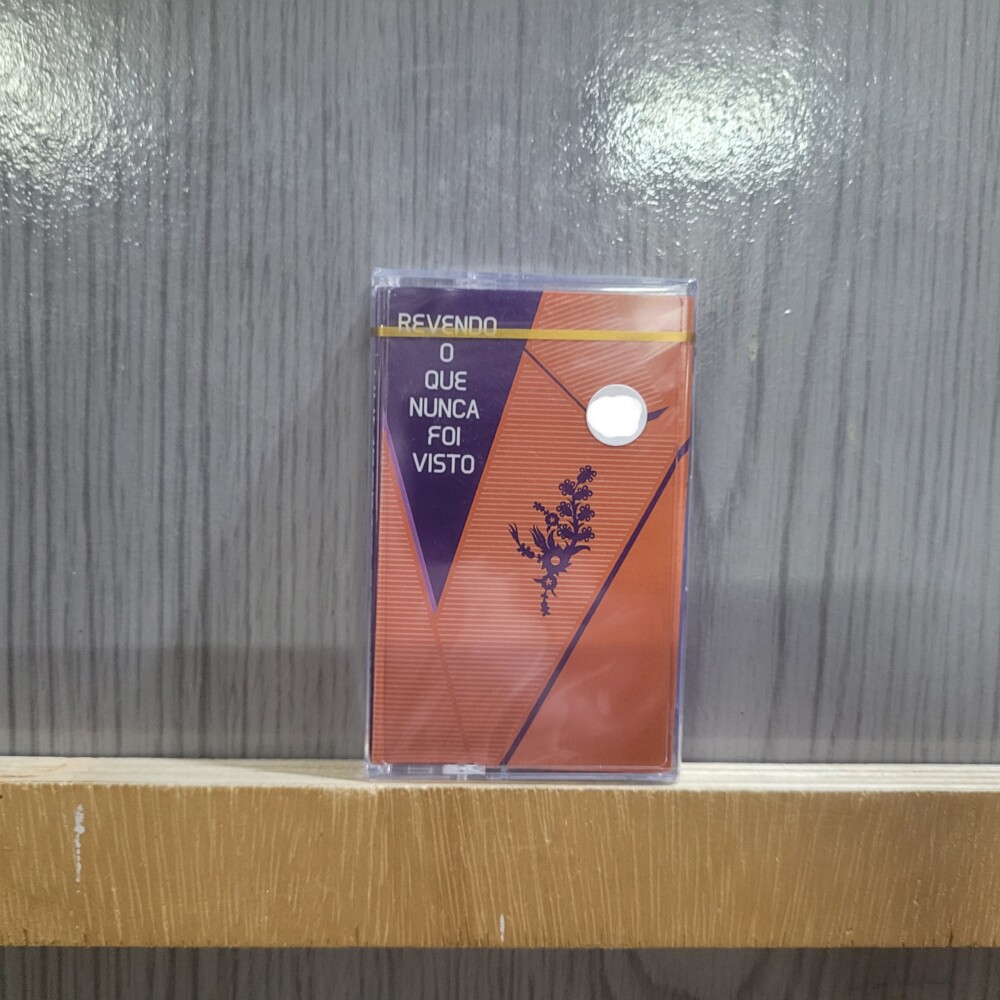 REVENDO
O
QUE
NUNCA
FOI
VISTO